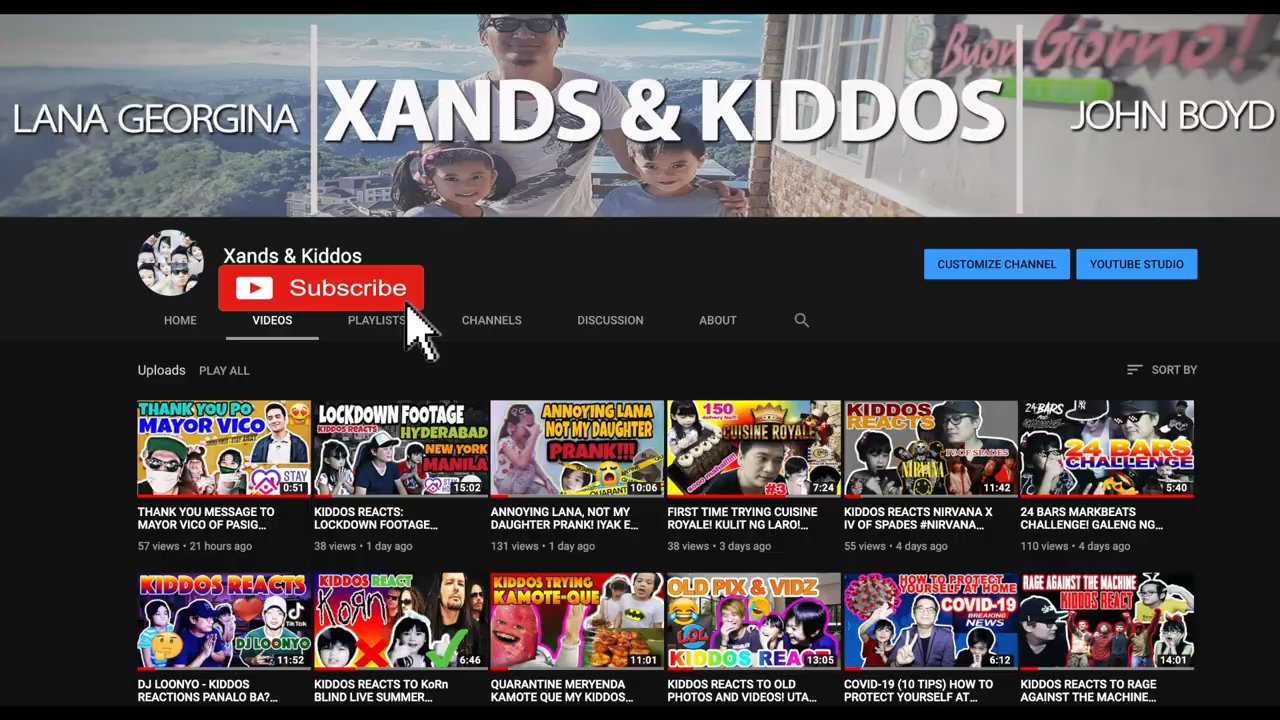 Buon Giorno!
LANA GEORGINA
XANDS & KIDDOS
JOHN BOYD
Xands & Kiddos
Subscribe
CUSTOMIZE CHANNEL
YOUTUBE STUDIO
HOME
VIDEOS
PLAYLISTS
CHANNELS
DISCUSSION
ABOUT
Uploads
PLAY ALL
SORT BY
THANK YOU PO
MAYOR VICO
STAY
0:51
LOCKDOWN FOOTAGE
KIDDOS REACTS
HYDERABAD
NEW YORK
MANILA
15:02
ANNOYING LANA
NOT MY DAUGHTER
PRANK!!!
10:06
150
CUISINE ROYALE
#3
7:24
KIDDOS
REACTS
NIRVANA
IV OF SPADES
11:42
24 BARS
24 BARS
CHALLENGE
5:40
THANK YOU MESSAGE TO
MAYOR VICO OF PASIG...
57 views • 21 hours ago
KIDDOS REACTS:
LOCKDOWN FOOTAGE...
38 views • 1 day ago
ANNOYING LANA, NOT MY
DAUGHTER PRANK! IYAK E...
131 views • 1 day ago
FIRST TIME TRYING CUISINE
ROYALE! KULIT NG LARO!...
38 views • 3 days ago
KIDDOS REACTS NIRVANA X
IV OF SPADES #NIRVANA...
55 views • 4 days ago
24 BARS MARKBEATS
CHALLENGE! GALENG NG...
110 views • 4 days ago
KIDDOS REACTS
TikTok
DJ LOONYO
11:52
KIDDOS REACT
KoRn
6:46
KIDDOS TRYING
KAMOTE-QUE
11:01
OLD PIX & VIDZ
LOL
KIDDOS REACT
13:05
HOW TO PROTECT
YOURSELF AT HOME
COVID-19
BREAKING
NEWS
6:12
RAGE AGAINST THE MACHINE
KIDDOS REACT
14:01
DJ LOONYO - KIDDOS
REACTIONS PANALO BA?...
KIDDOS REACTS TO KoRn
BLIND LIVE SUMMER...
QUARANTINE MERYENDA
KAMOTE QUE MY KIDDOS...
KIDDOS REACTS TO OLD
PHOTOS AND VIDEOS! UTA...
COVID-19 (10 TIPS) HOW TO
PROTECT YOURSELF AT...
KIDDOS REACTS TO RAGE
AGAINST THE MACHINE...